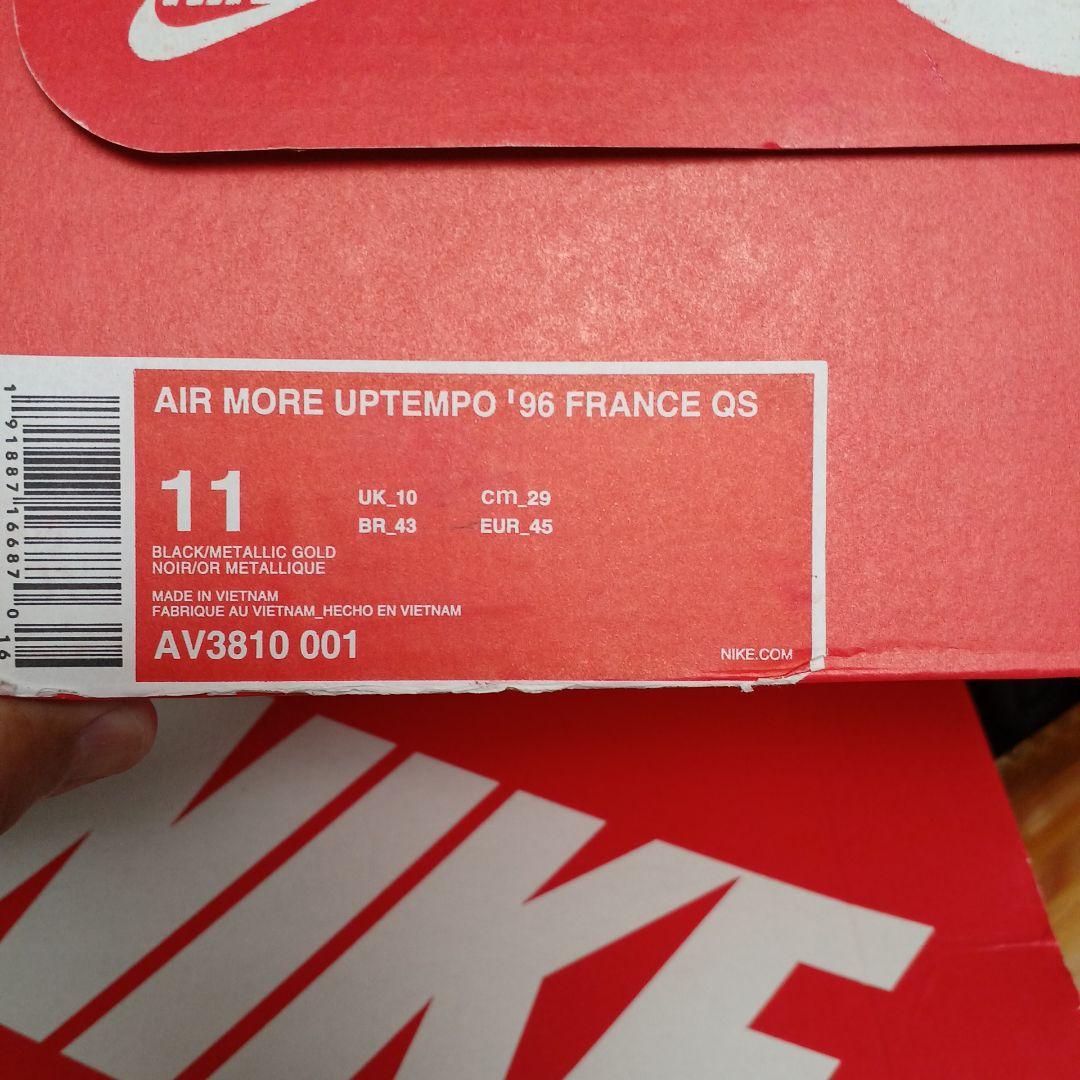 AIR MORE UPTEMPO '96 FRANCE QS
11
UK_10 cm_29
BR_43 EUR_45
BLACK/METALLIC GOLD
NOIR/OR METALLIQUE
MADE IN VIETNAM
FABRIQUE AU VIETNAM_HECHO EN VIETNAM
AV3810 001
NIKE.COM
1 91887 16687 0 16
NIKE